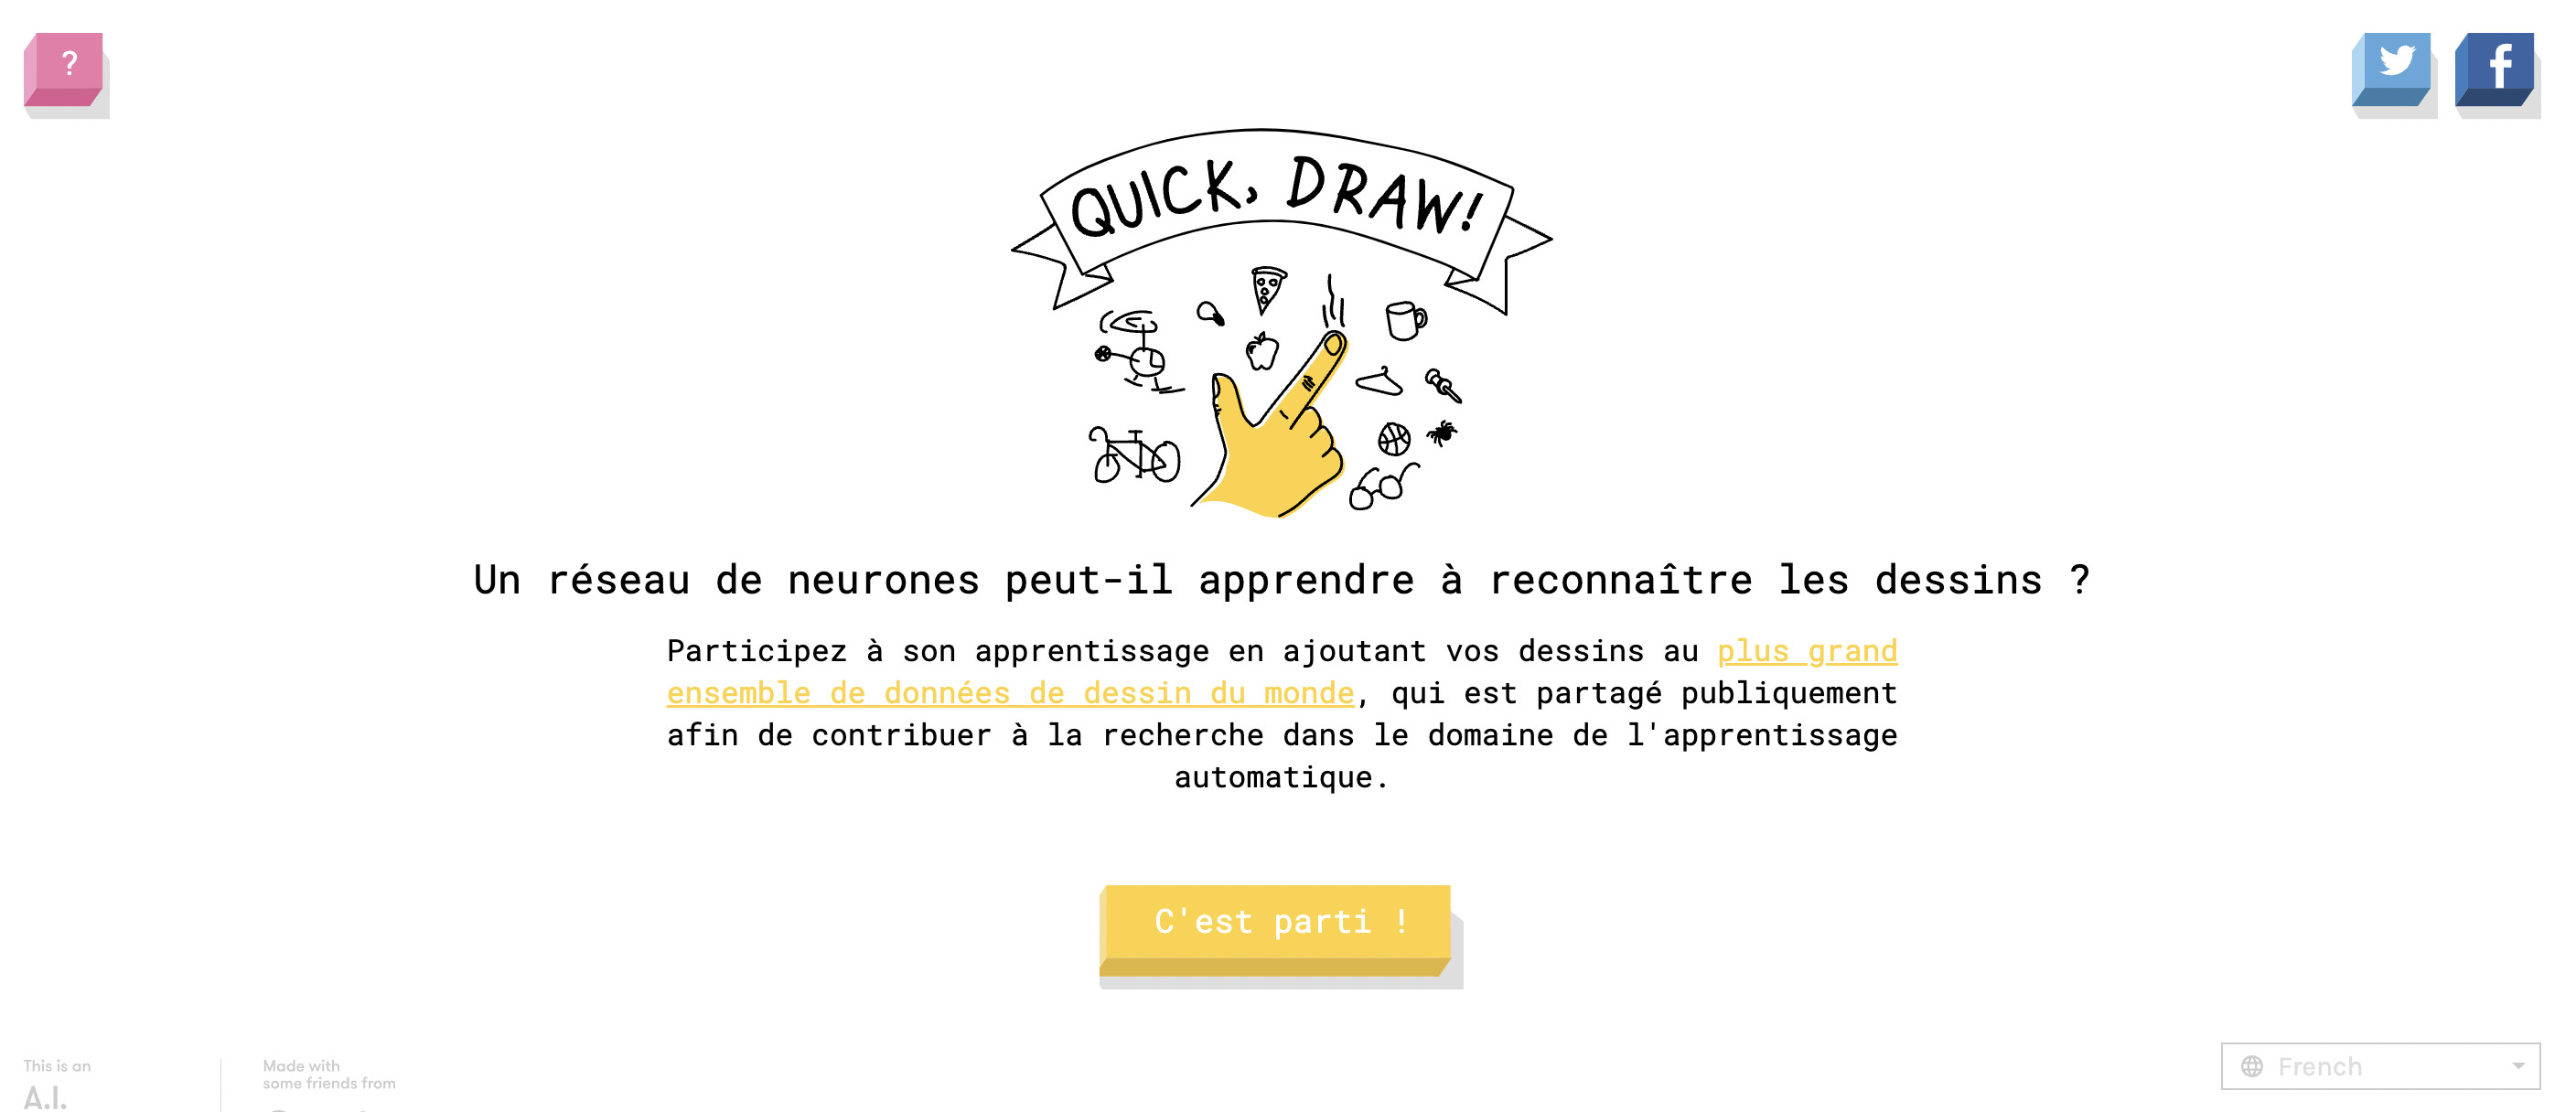 ?
QUICK, DRAW!
Un réseau de neurones peut-il apprendre à reconnaître les dessins ?
Participez à son apprentissage en ajoutant vos dessins au plus grand
ensemble de données de dessin du monde, qui est partagé publiquement
afin de contribuer à la recherche dans le domaine de l'apprentissage
automatique.
C'est parti !
This is an
A.I.
Made with
some friends from
French